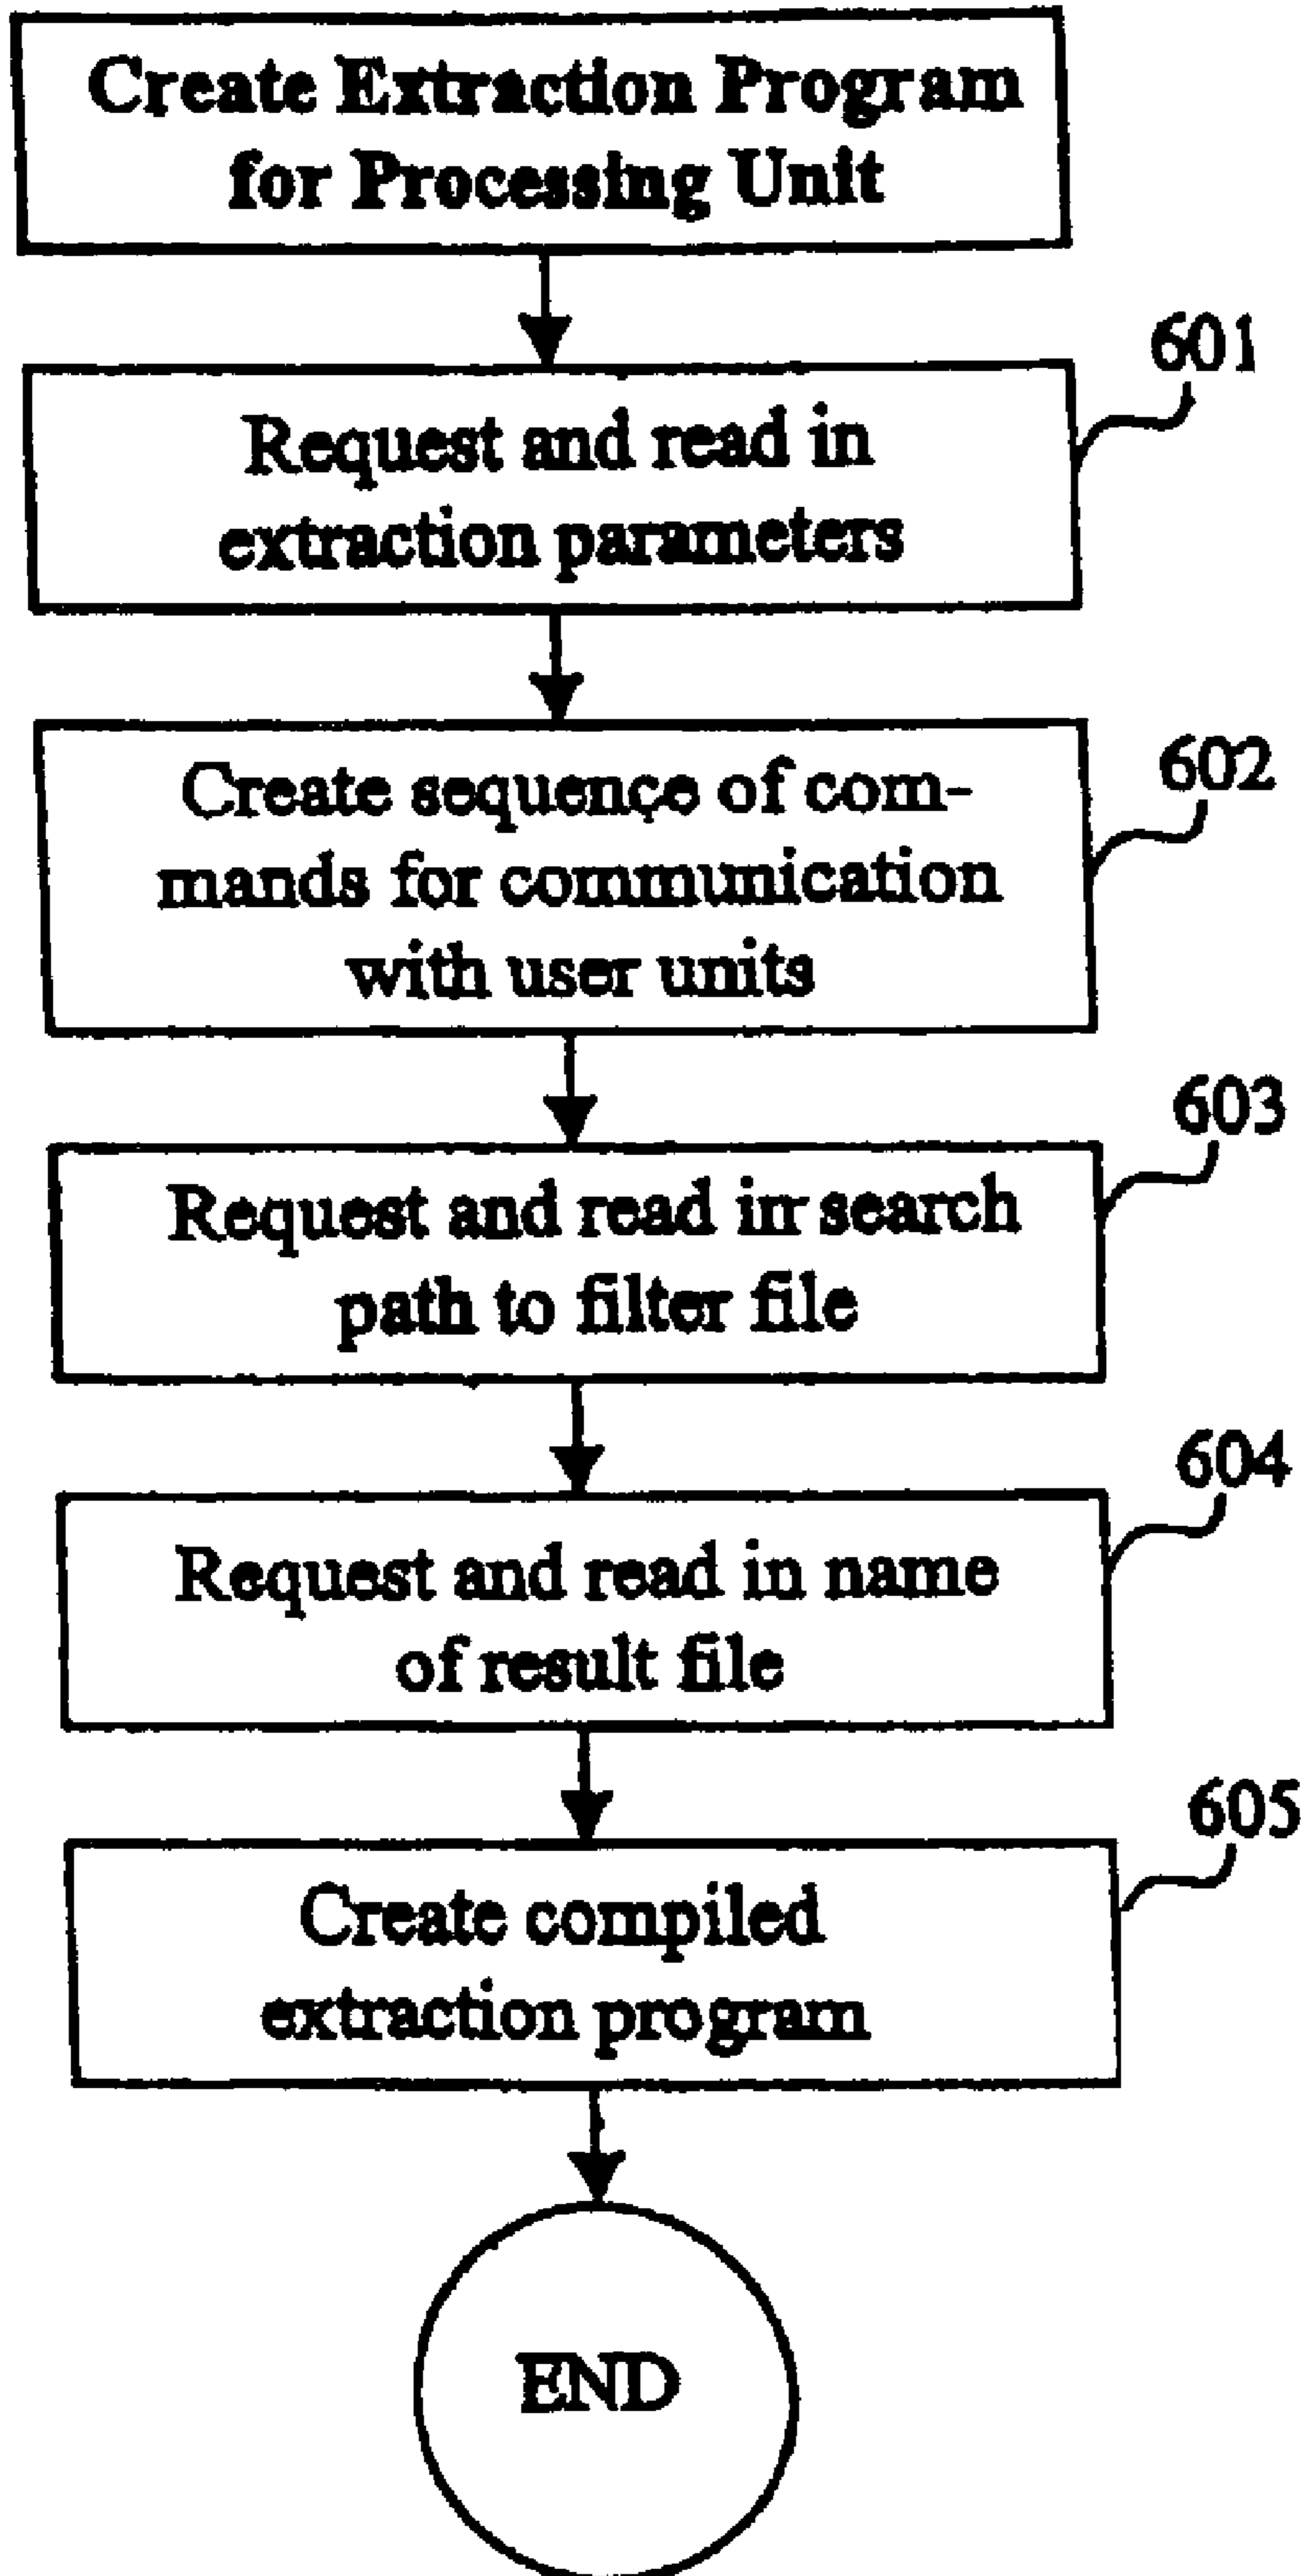 Create Extraction Program
for Processing Unit
601
Request and read in
extraction parameters
602
Create sequence of com-
mands for communication
with user units
603
Request and read in search
path to filter file
604
Request and read in name
of result file
605
Create compiled
extraction program
END